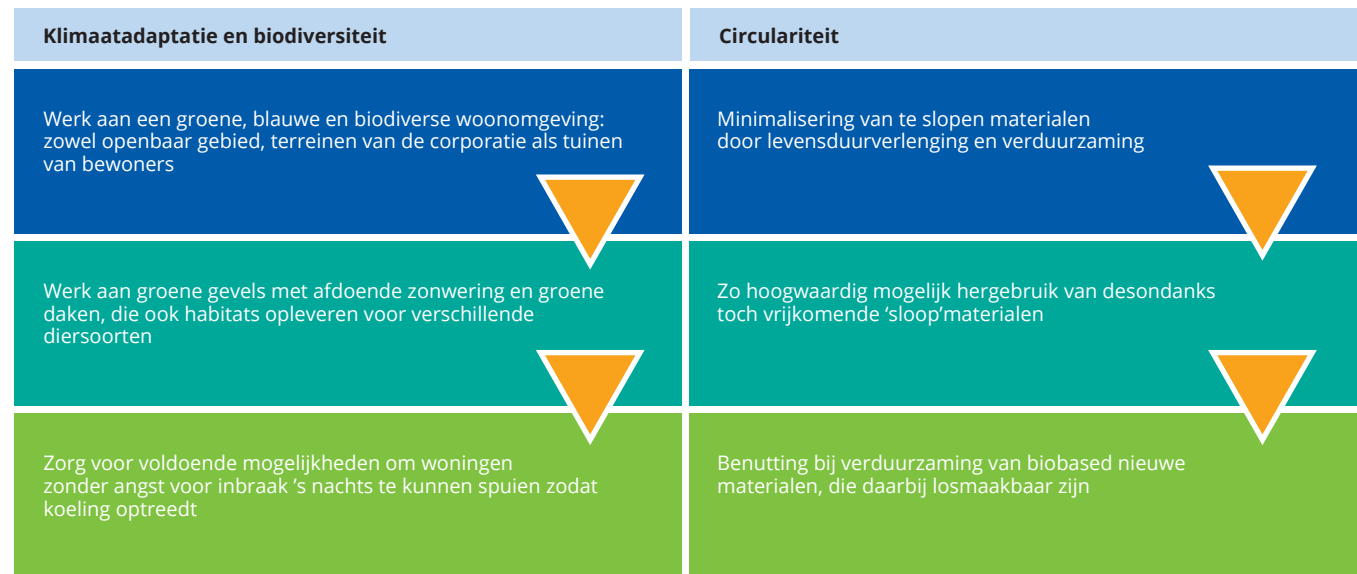 Klimaatadaptatie en biodiversiteit
Werk aan een groene, blauwe en biodiverse woonomgeving:
zowel openbaar gebied, terreinen van de corporatie als tuinen
van bewoners
Werk aan groene gevels met afdoende zonwering en groene
daken, die ook habitats opleveren voor verschillende
diersoorten
Zorg voor voldoende mogelijkheden om woningen
zonder angst voor inbraak ’s nachts te kunnen spuien zodat
koeling optreedt
Circulariteit
Minimalisering van te slopen materialen
door levensduurverlenging en verduurzaming
Zo hoogwaardig mogelijk hergebruik van desondanks
toch vrijkomende ‘sloop’materialen
Benutting bij verduurzaming van biobased nieuwe
materialen, die daarbij losmaakbaar zijn